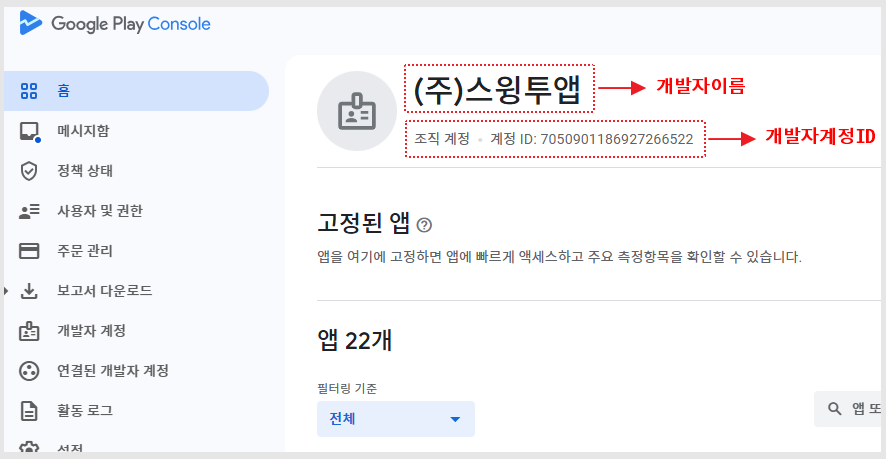 Google Play Console
홈
메시지함
정책 상태
사용자 및 권한
주문 관리
보고서 다운로드
개발자 계정
연결된 개발자 계정
활동 로그
설정
(주)스윙투앱
개발자이름
조직 계정 • 계정 ID: 7050901186927266522
개발자계정ID
고정된 앱
앱을 여기에 고정하면 앱에 빠르게 액세스하고 주요 측정항목을 확인할 수 있습니다.
앱 22개
필터링 기준
전체
앱 또